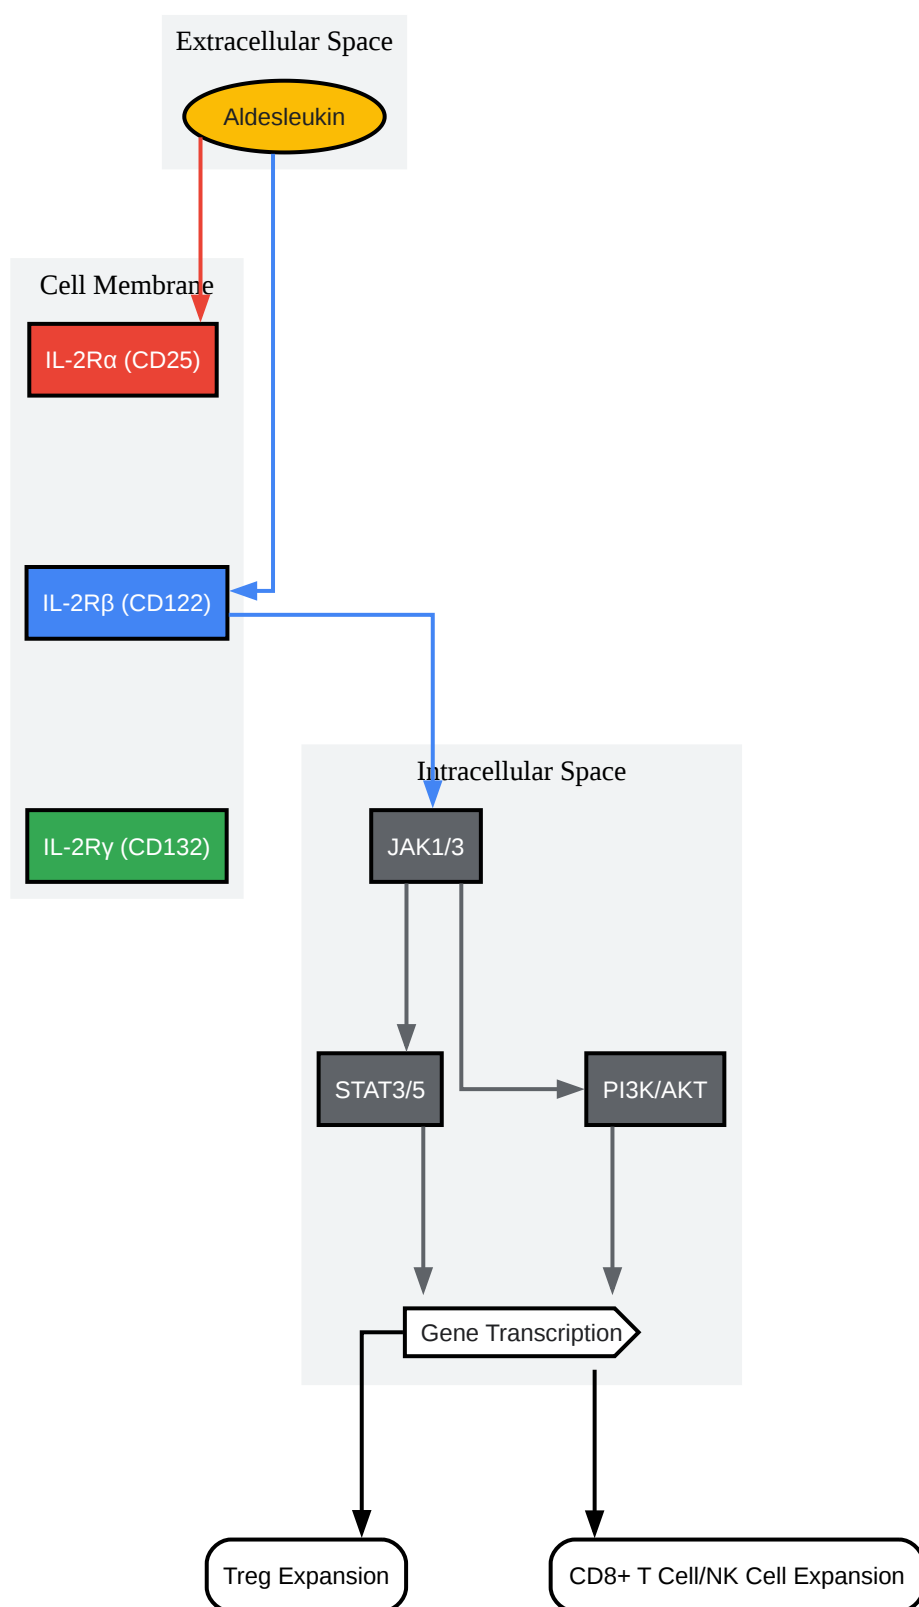 Extracellular Space
Aldesleukin
Cell Membrane
IL-2Rα (CD25)
IL-2Rβ (CD122)
Intracellular Space
JAK1/3
IL-2Rγ (CD132)
STAT3/5
PI3K/AKT
Gene Transcription
Treg Expansion
CD8+ T Cell/NK Cell Expansion